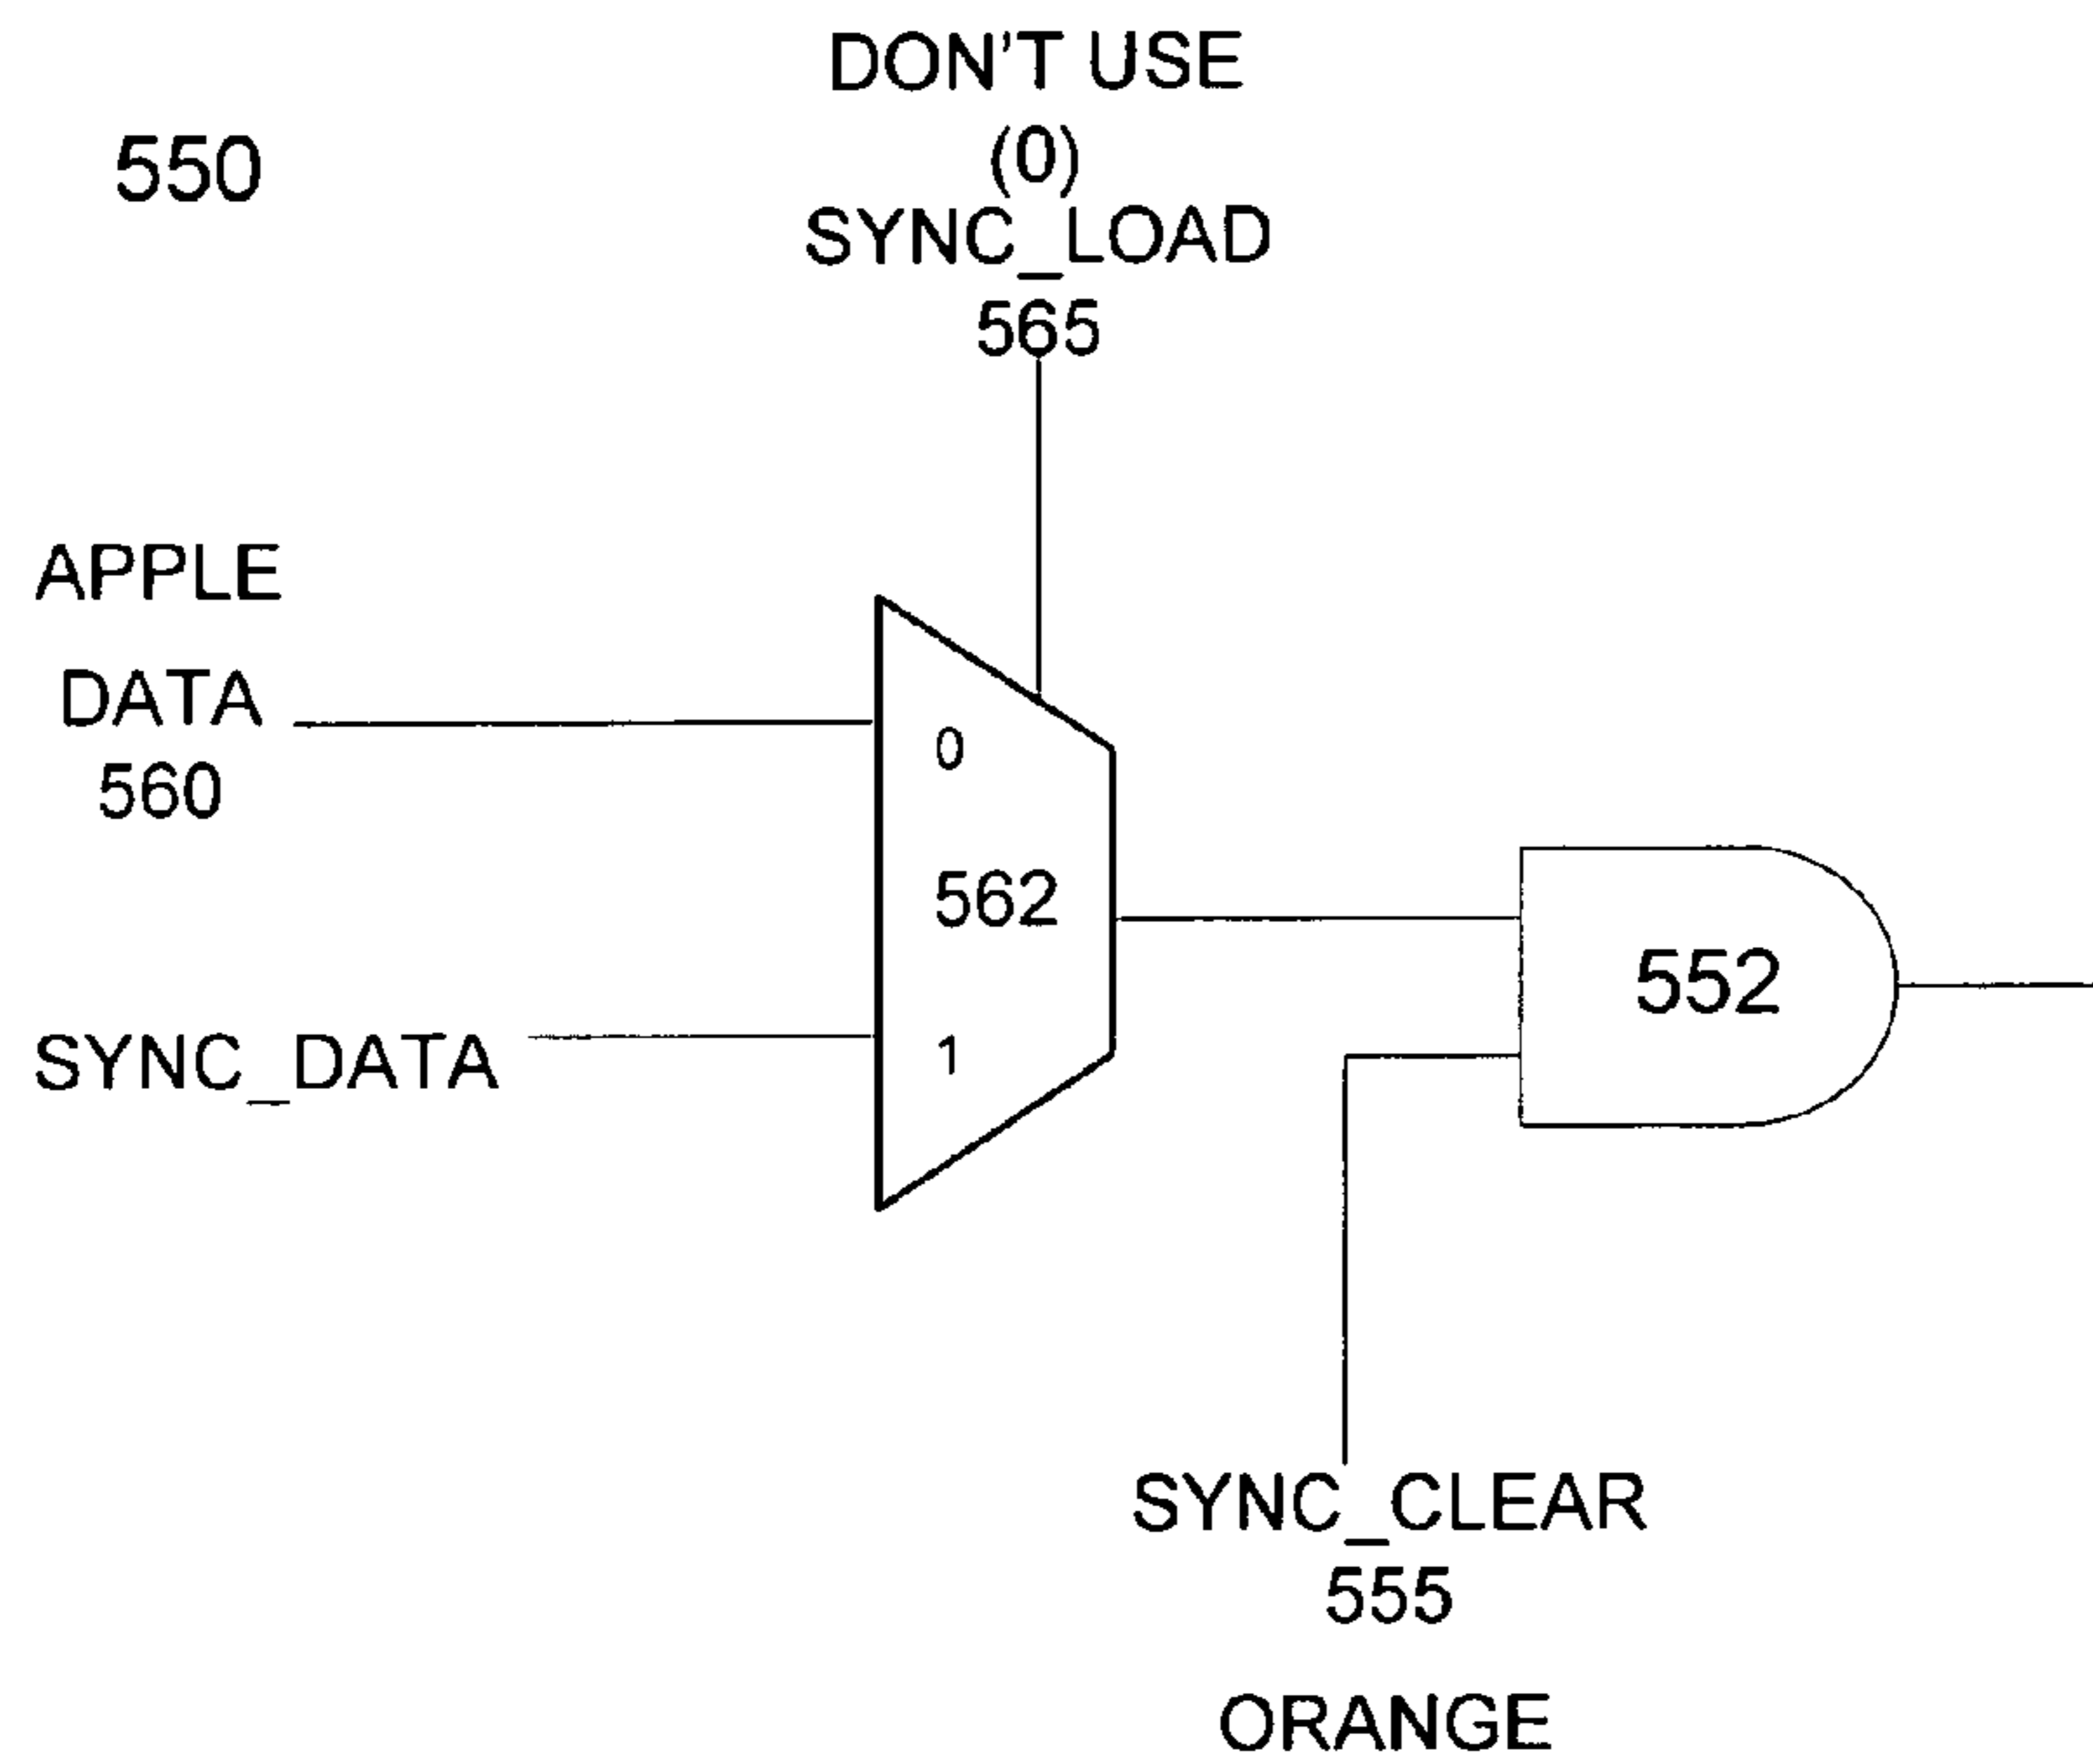 DON'T USE
(0)
SYNC_LOAD
565
550
APPLE
DATA
560
0
562
1
SYNC_DATA
552
SYNC_CLEAR
555
ORANGE